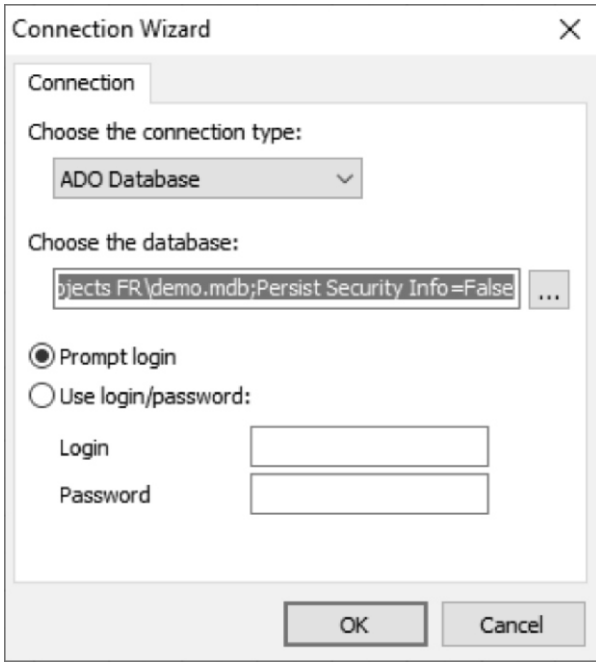 Connection Wizard
Connection
Choose the connection type:
ADO Database
Choose the database:
bjects FR\demo.mdb;Persist Security Info=False
...
Prompt login
Use login/password:
Login
Password
OK
Cancel